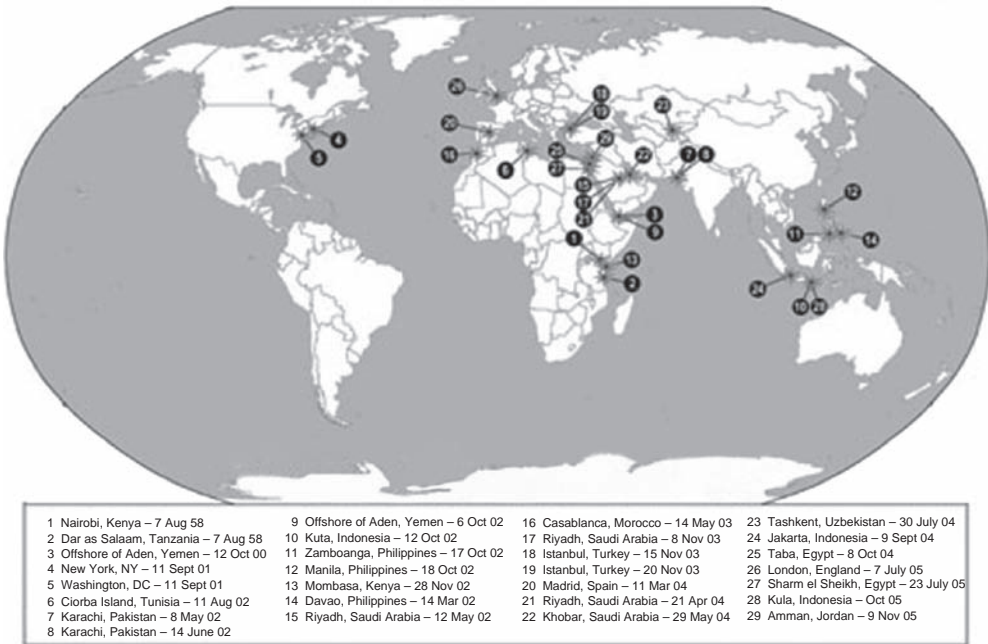 1 Nairobi, Kenya – 7 Aug 58
2 Dar as Salaam, Tanzania – 7 Aug 58
3 Offshore of Aden, Yemen – 12 Oct 00
4 New York, NY – 11 Sept 01
5 Washington, DC – 11 Sept 01
6 Ciorba Island, Tunisia – 11 Aug 02
7 Karachi, Pakistan – 8 May 02
8 Karachi, Pakistan – 14 June 02
9 Offshore of Aden, Yemen – 6 Oct 02
10 Kuta, Indonesia – 12 Oct 02
11 Zamboanga, Philippines – 17 Oct 02
12 Manila, Philippines – 18 Oct 02
13 Mombasa, Kenya – 28 Nov 02
14 Davao, Philippines – 14 Mar 02
15 Riyadh, Saudi Arabia – 12 May 02
16 Casablanca, Morocco – 14 May 03
17 Riyadh, Saudi Arabia – 8 Nov 03
18 Istanbul, Turkey – 15 Nov 03
19 Istanbul, Turkey – 20 Nov 03
20 Madrid, Spain – 11 Mar 04
21 Riyadh, Saudi Arabia – 21 Apr 04
22 Khobar, Saudi Arabia – 29 May 04
23 Tashkent, Uzbekistan – 30 July 04
24 Jakarta, Indonesia – 9 Sept 04
25 Taba, Egypt – 8 Oct 04
26 London, England – 7 July 05
27 Sharm el Sheikh, Egypt – 23 July 05
28 Kula, Indonesia – Oct 05
29 Amman, Jordan – 9 Nov 05